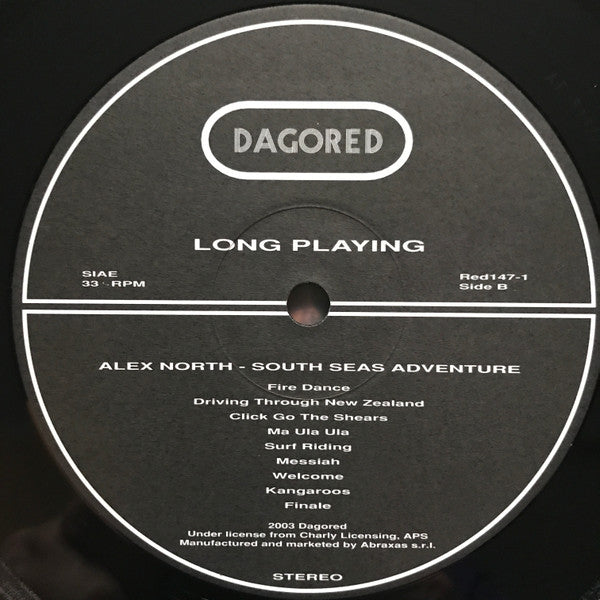 DAGORED
LONG PLAYING
SIAE
33 RPM
Red147-1
Side B
ALEX NORTH - SOUTH SEAS ADVENTURE
Fire Dance
Driving Through New Zealand
Click Go The Shears
Ma Ula Ula
Surf Riding
Messiah
Welcome
Kangaroos
Finale
2003 Dagored
Under license from Charly Licensing, APS
Manufactured and marketed by Abraxas s.r.l.
STEREO